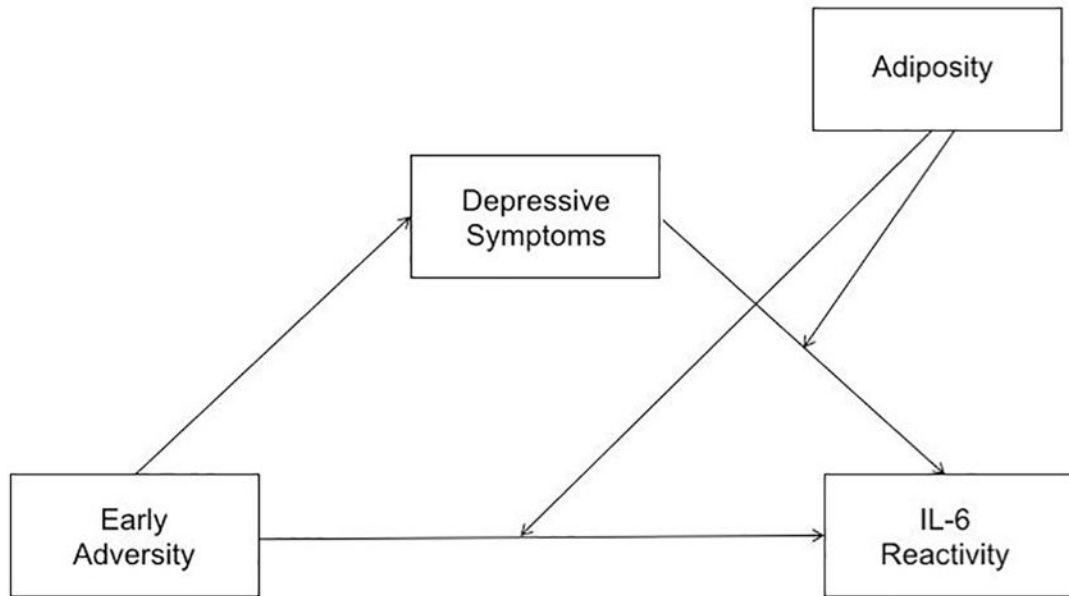 Adiposity
Depressive
Symptoms
Early
Adversity
IL-6
Reactivity